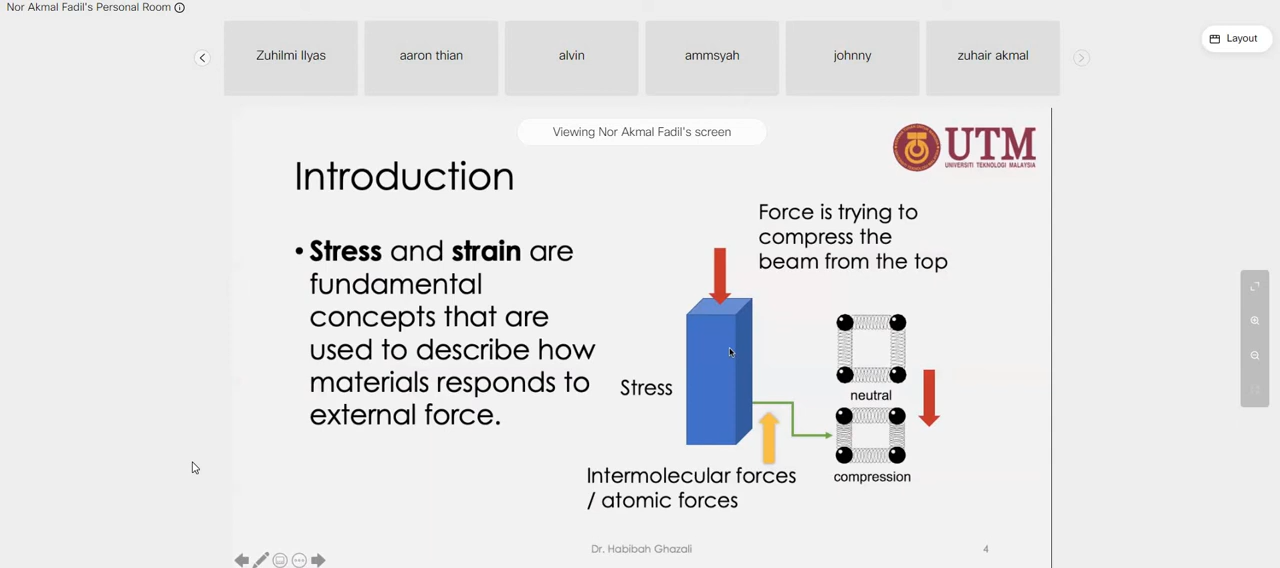 Nor Akmal Fadil's Personal Room
Zuhilmi Ilyas
aaron thian
alvin
ammsyah
johnny
zuhair akmal
Layout
Viewing Nor Akmal Fadil's screen
UTM
UNIVERSITI TEKNOLOGI MALAYSIA
Introduction
• Stress and strain are
fundamental
concepts that are
used to describe how
materials responds to
external force.
Force is trying to
compress the
beam from the top
Stress
neutral
compression
Intermolecular forces
/ atomic forces
Dr. Habibah Ghazali
4